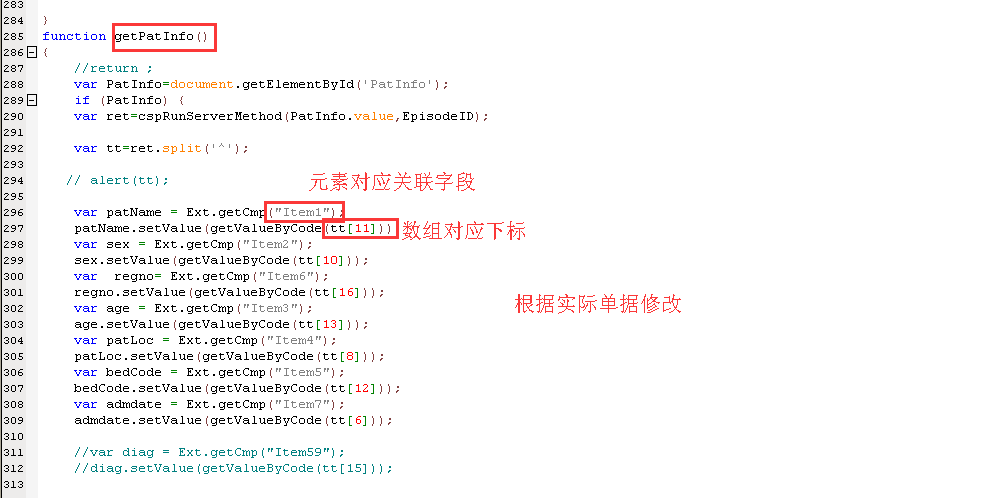 283
284 }
285 function getPatInfo()
286 {
287 //return ;
288 var PatInfo=document.getElementById('PatInfo');
289 if (PatInfo) {
290 var ret=cspRunServerMethod(PatInfo.value,EpisodeID);
291
292 var tt=ret.split('^');
293
元素对应关联字段
294 // alert(tt);
295
296 var patName = Ext.getCmp("Item1");
297 patName.setValue(getValueByCode(tt[11])) 数组对应下标
298 var sex = Ext.getCmp("Item2");
299 sex.setValue(getValueByCode(tt[10]));
300 var regno= Ext.getCmp("Item6");
301 regno.setValue(getValueByCode(tt[16]));
根据实际单据修改
302 var age = Ext.getCmp("Item3");
303 age.setValue(getValueByCode(tt[13]));
304 var patLoc = Ext.getCmp("Item4");
305 patLoc.setValue(getValueByCode(tt[8]));
306 var bedCode = Ext.getCmp("Item5");
307 bedCode.setValue(getValueByCode(tt[12]));
308 var admdate = Ext.getCmp("Item7");
309 admdate.setValue(getValueByCode(tt[6]));
310
311 //var diag = Ext.getCmp("Item59");
312 //diag.setValue(getValueByCode(tt[15]));
313